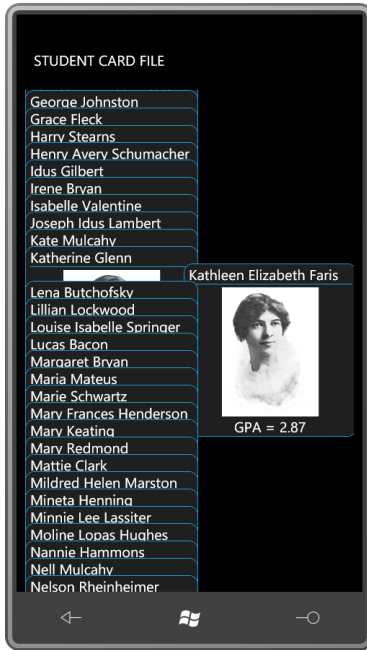 STUDENT CARD FILE
George Johnston
Grace Fleck
Harry Stearns
Henry Avery Schumacher
Idus Gilbert
Irene Bryan
Isabelle Valentine
Joseph Idus Lambert
Kate Mulcahy
Katherine Glenn
Kathleen Elizabeth Faris
GPA = 2.87
Lena Butchofsky
Lillian Lockwood
Louise Isabelle Springer
Lucas Bacon
Margaret Bryan
Maria Mateus
Marie Schwartz
Mary Frances Henderson
Mary Keating
Mary Redmond
Mattie Clark
Mildred Helen Marston
Mineta Henning
Minnie Lee Lassiter
Moline Lopas Hughes
Nannie Hammons
Nell Mulcahy
Nelson Rheinheimer